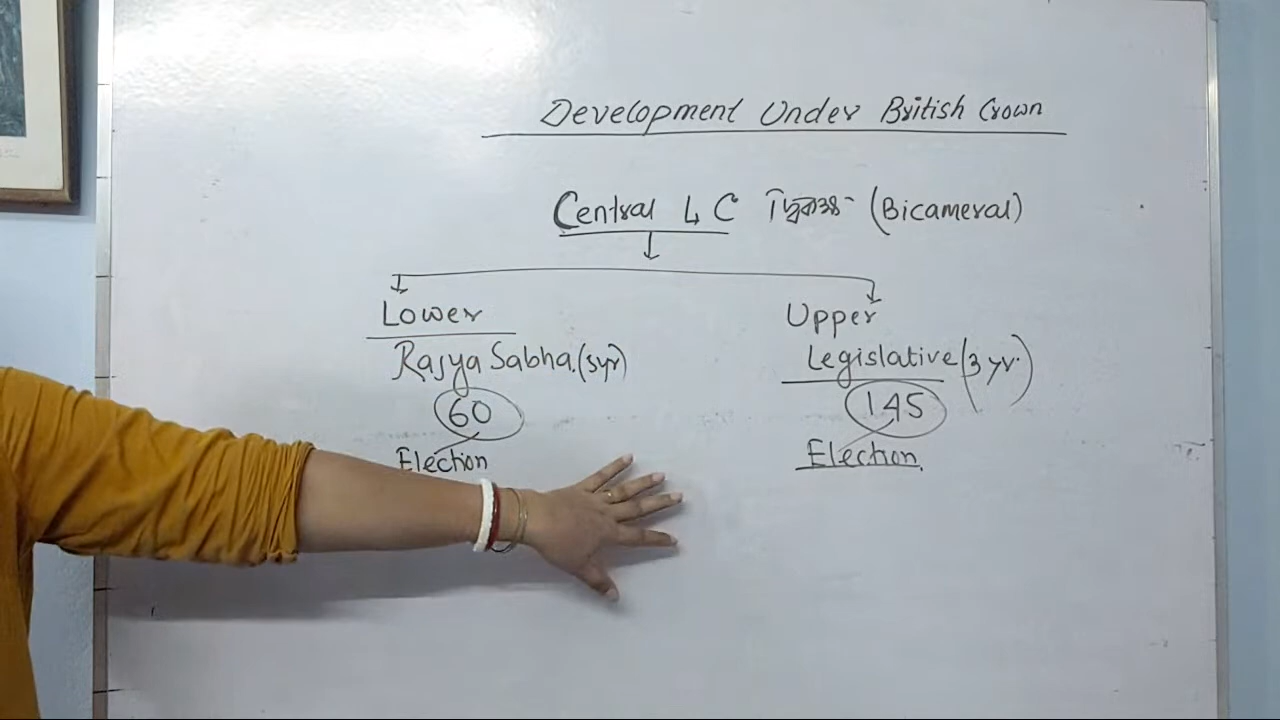 Development Under British Crown
Central LC দ্বিকক্ষ (Bicameral)
Lower
Upper
Rajya Sabha (5yr)
Legislative (3 yr.)
60
145
Election
Election